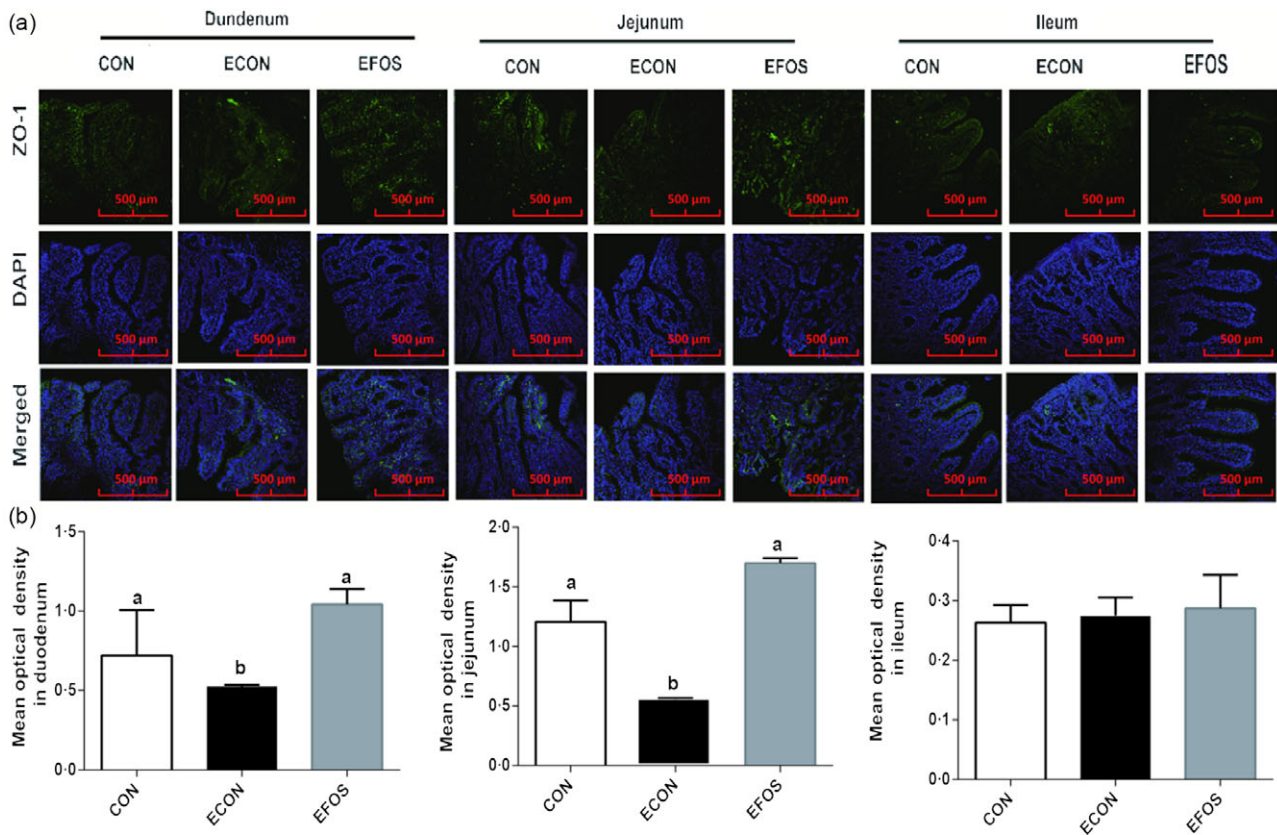 (a)
Dundenum Jejunum Ileum
CON ECON EFOS CON ECON EFOS CON ECON EFOS
ZO-1
500 µm 500 µm 500 µm 500 µm 500 µm 500 µm 500 µm 500 µm 500 µm
DAPI
500 µm 500 µm 500 µm 500 µm 500 µm 500 µm 500 µm 500 µm 500 µm
Merged
500 µm 500 µm 500 µm 500 µm 500 µm 500 µm 500 µm 500 µm 500 µm
(b)
Mean optical density
in duodenum
1·5
1·0
0·5
0·0
a
b
a
CON
ECON
EFOS
Mean optical density
in jejunum
2·0
1·5
1·0
0·5
0·0
a
b
a
CON
ECON
EFOS
Mean optical density
in ileum
0·4
0·3
0·2
0·1
0·0
CON
ECON
EFOS